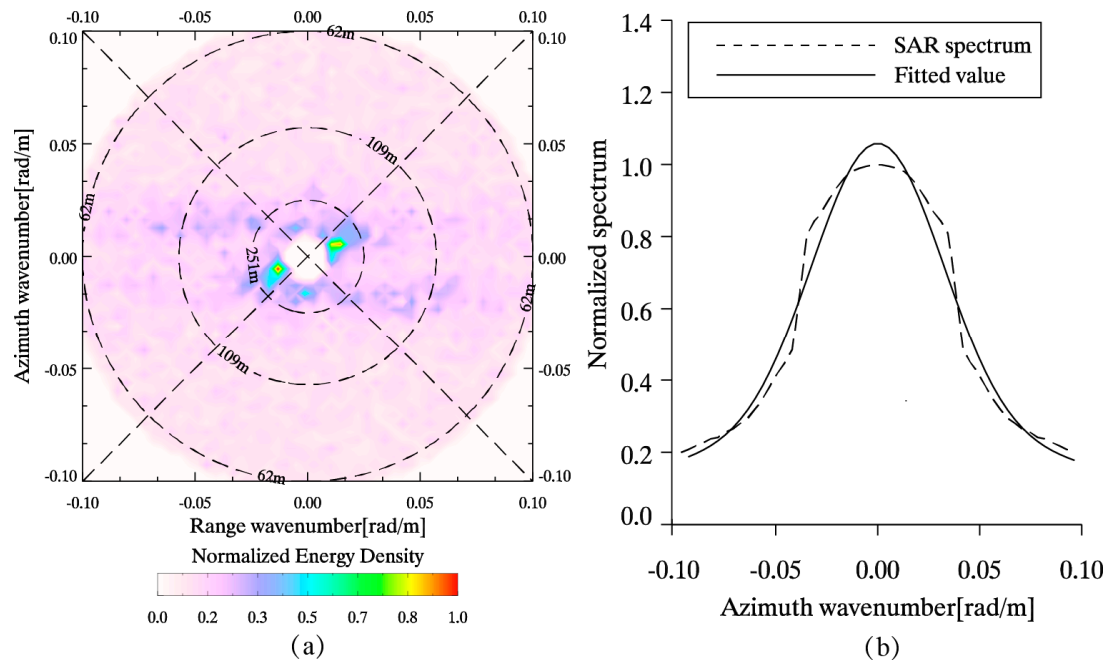 -0.10 -0.05 0.00 0.05 0.10
0.10 62m 0.10
0.05 0.05
109m
62m
0.00 251m 0.00
62m
-0.05 109m -0.05
-0.10 62m -0.10
-0.10 -0.05 0.00 0.05 0.10
Azimuth wavenumber[rad/m]
Range wavenumber[rad/m]
Normalized Energy Density
0.0 0.2 0.3 0.5 0.7 0.8 1.0
(a)
1.4
1.2
1.0
0.8
0.6
0.4
0.2
0.0
Normalized spectrum
SAR spectrum
Fitted value
-0.10 -0.05 0.00 0.05 0.10
Azimuth wavenumber[rad/m]
(b)